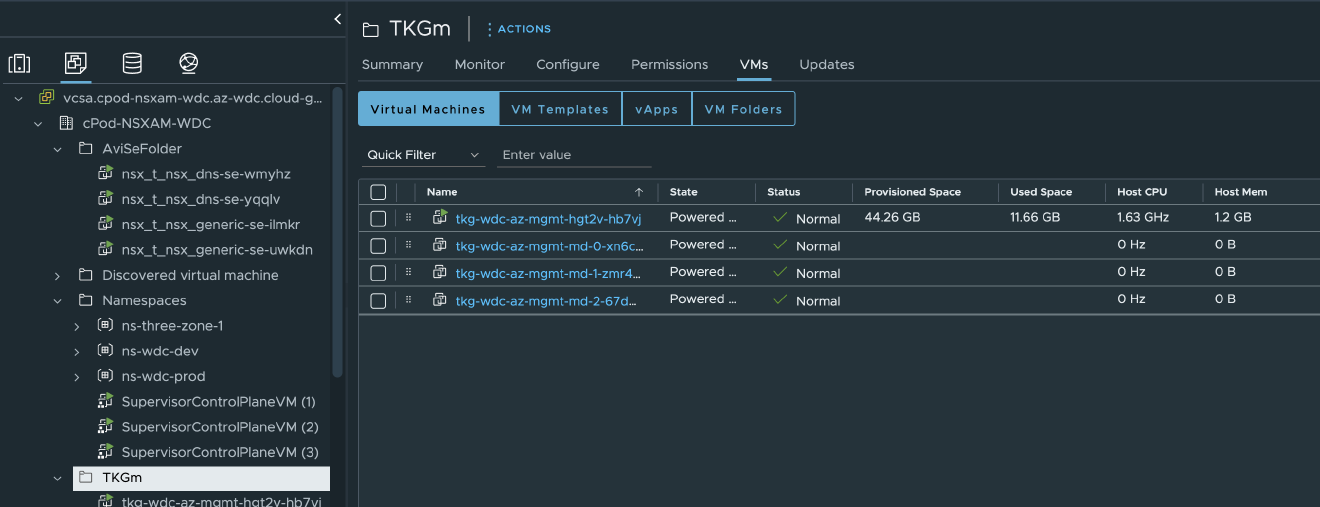 TKGm
ACTIONS
Summary Monitor Configure Permissions VMs Updates
Virtual Machines VM Templates vApps VM Folders
Quick Filter Enter value
Name State Status Provisioned Space Used Space Host CPU Host Mem
tkg-wdc-az-mgmt-hgt2v-hb7vj Powered ... Normal 44.26 GB 11.66 GB 1.63 GHz 1.2 GB
tkg-wdc-az-mgmt-md-0-xn6c... Powered ... Normal 0 Hz 0 B
tkg-wdc-az-mgmt-md-1-zmr4... Powered ... Normal 0 Hz 0 B
tkg-wdc-az-mgmt-md-2-67d... Powered ... Normal 0 Hz 0 B
vcsa.cpod-nsxam-wdc.az-wdc.cloud-g...
cPod-NSXAM-WDC
AviSeFolder
nsx_t_nsx_dns-se-wmyhz
nsx_t_nsx_dns-se-yqqlv
nsx_t_nsx_generic-se-ilmkr
nsx_t_nsx_generic-se-uwkdn
Discovered virtual machine
Namespaces
ns-three-zone-1
ns-wdc-dev
ns-wdc-prod
SupervisorControlPlaneVM (1)
SupervisorControlPlaneVM (2)
SupervisorControlPlaneVM (3)
TKGm
tkg-wdc-az-mgmt-hgt2v-hb7vj